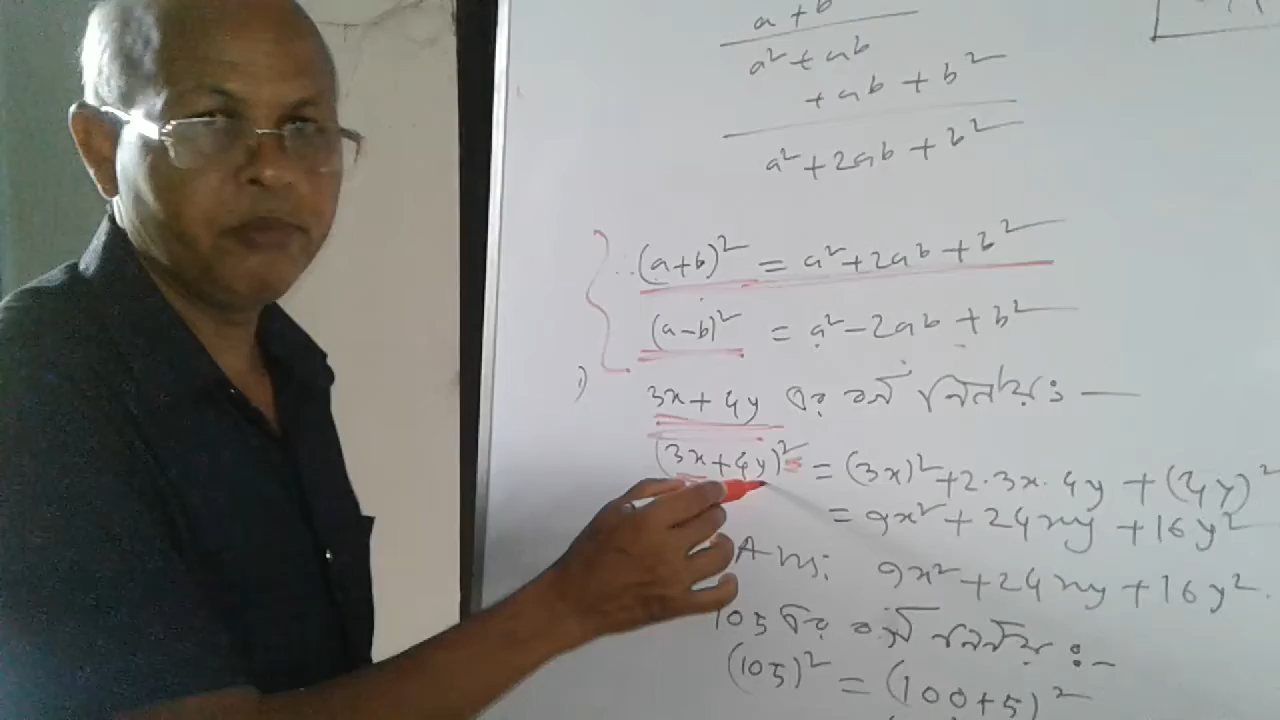 a + b
a² + ab
+ ab + b²
a² + 2ab + b²
(a+b)² = a²+2ab+b²
(a-b)² = a²-2ab+b²
1) 3x+4y এর বর্গ নির্ণয়ঃ—
(3x+4y)² = (3x)²+2·3x·4y+(4y)²
= 9x²+24xy+16y²
Ans: 9x²+24xy+16y²
105 এর বর্গ নির্ণয়ঃ-
(105)² = (100+5)²